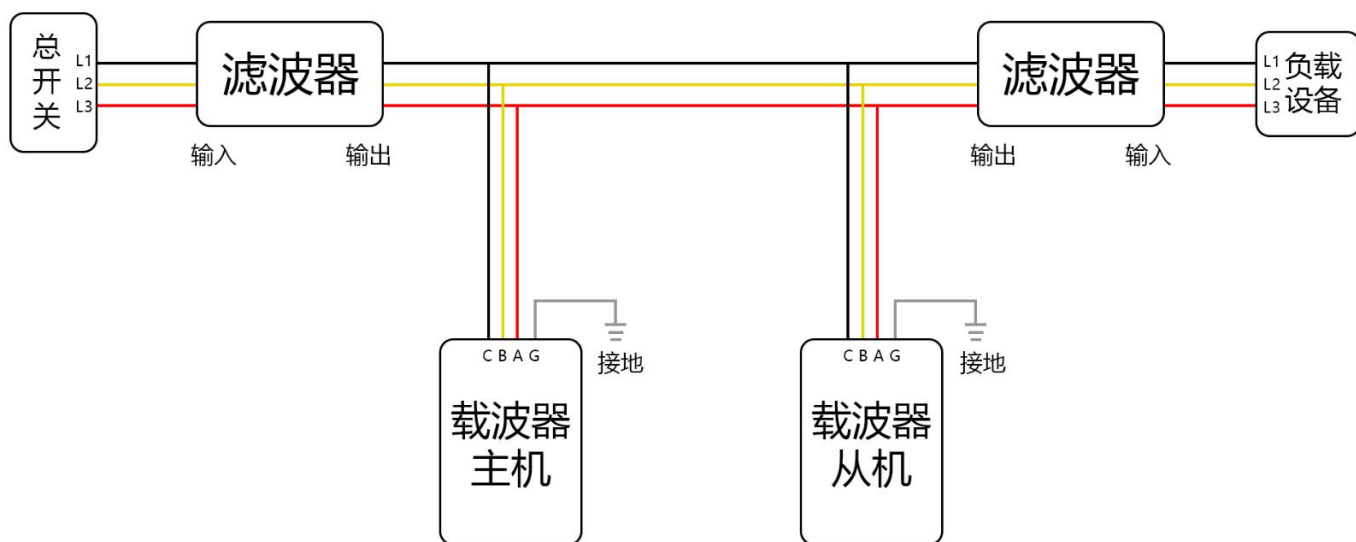 总开关
L1
L2
L3
滤波器
输入
输出
滤波器
输出
输入
L1
L2
L3
负载
设备
C B A G
接地
载波器
主机
C B A G
接地
载波器
从机